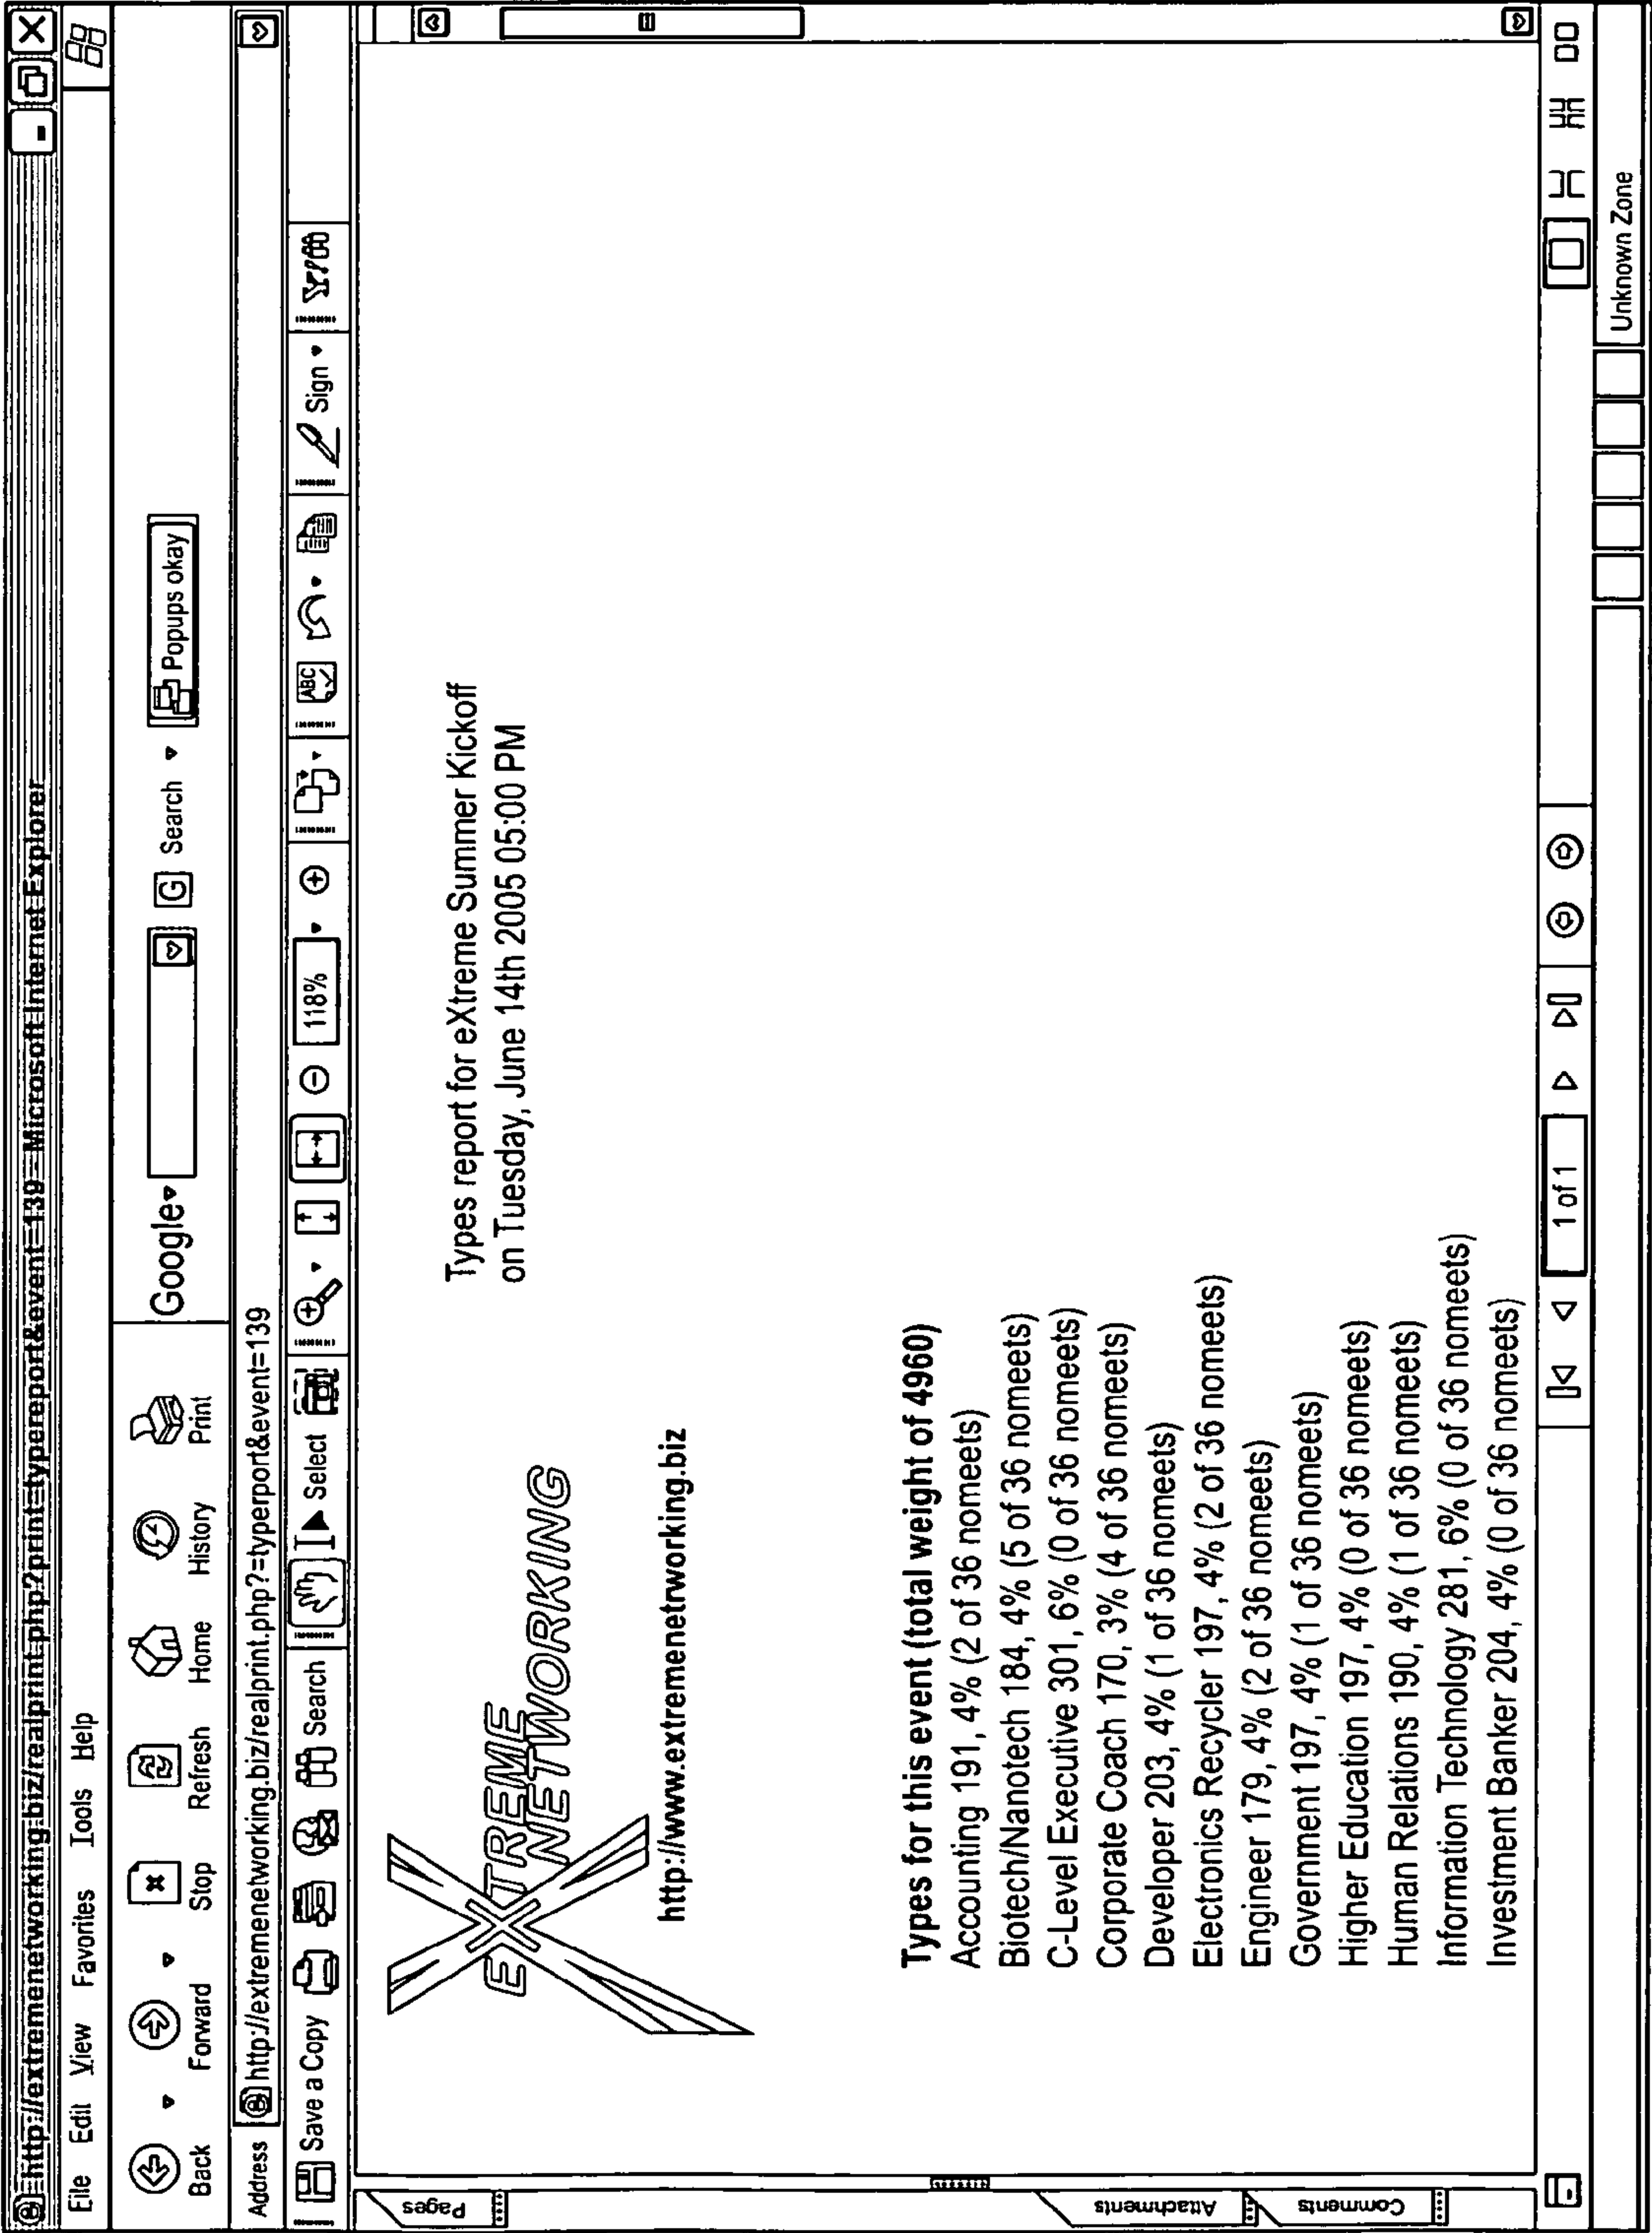 http://extremenetworking.biz/realprint.php?print=typereport&event=139 - Microsoft Internet Explorer
File Edit View Favorites Tools Help
Back Forward Stop Refresh Home History Print
Google Search Popups okay
Address http://extremenetworking.biz/realprint.php?=typerport&event=139
Save a Copy Search Select 118% ABC Sign Y!
Pages
Attachments
Comments
EXTREME
NETWORKING
http://www.extremenetrworking.biz
Types report for eXtreme Summer Kickoff
on Tuesday, June 14th 2005 05:00 PM
Types for this event (total weight of 4960)
Accounting 191, 4% (2 of 36 nomeets)
Biotech/Nanotech 184, 4% (5 of 36 nomeets)
C-Level Executive 301, 6% (0 of 36 nomeets)
Corporate Coach 170, 3% (4 of 36 nomeets)
Developer 203, 4% (1 of 36 nomeets)
Electronics Recycler 197, 4% (2 of 36 nomeets)
Engineer 179, 4% (2 of 36 nomeets)
Government 197, 4% (1 of 36 nomeets)
Higher Education 197, 4% (0 of 36 nomeets)
Human Relations 190, 4% (1 of 36 nomeets)
Information Technology 281, 6% (0 of 36 nomeets)
Investment Banker 204, 4% (0 of 36 nomeets)
1 of 1
Unknown Zone